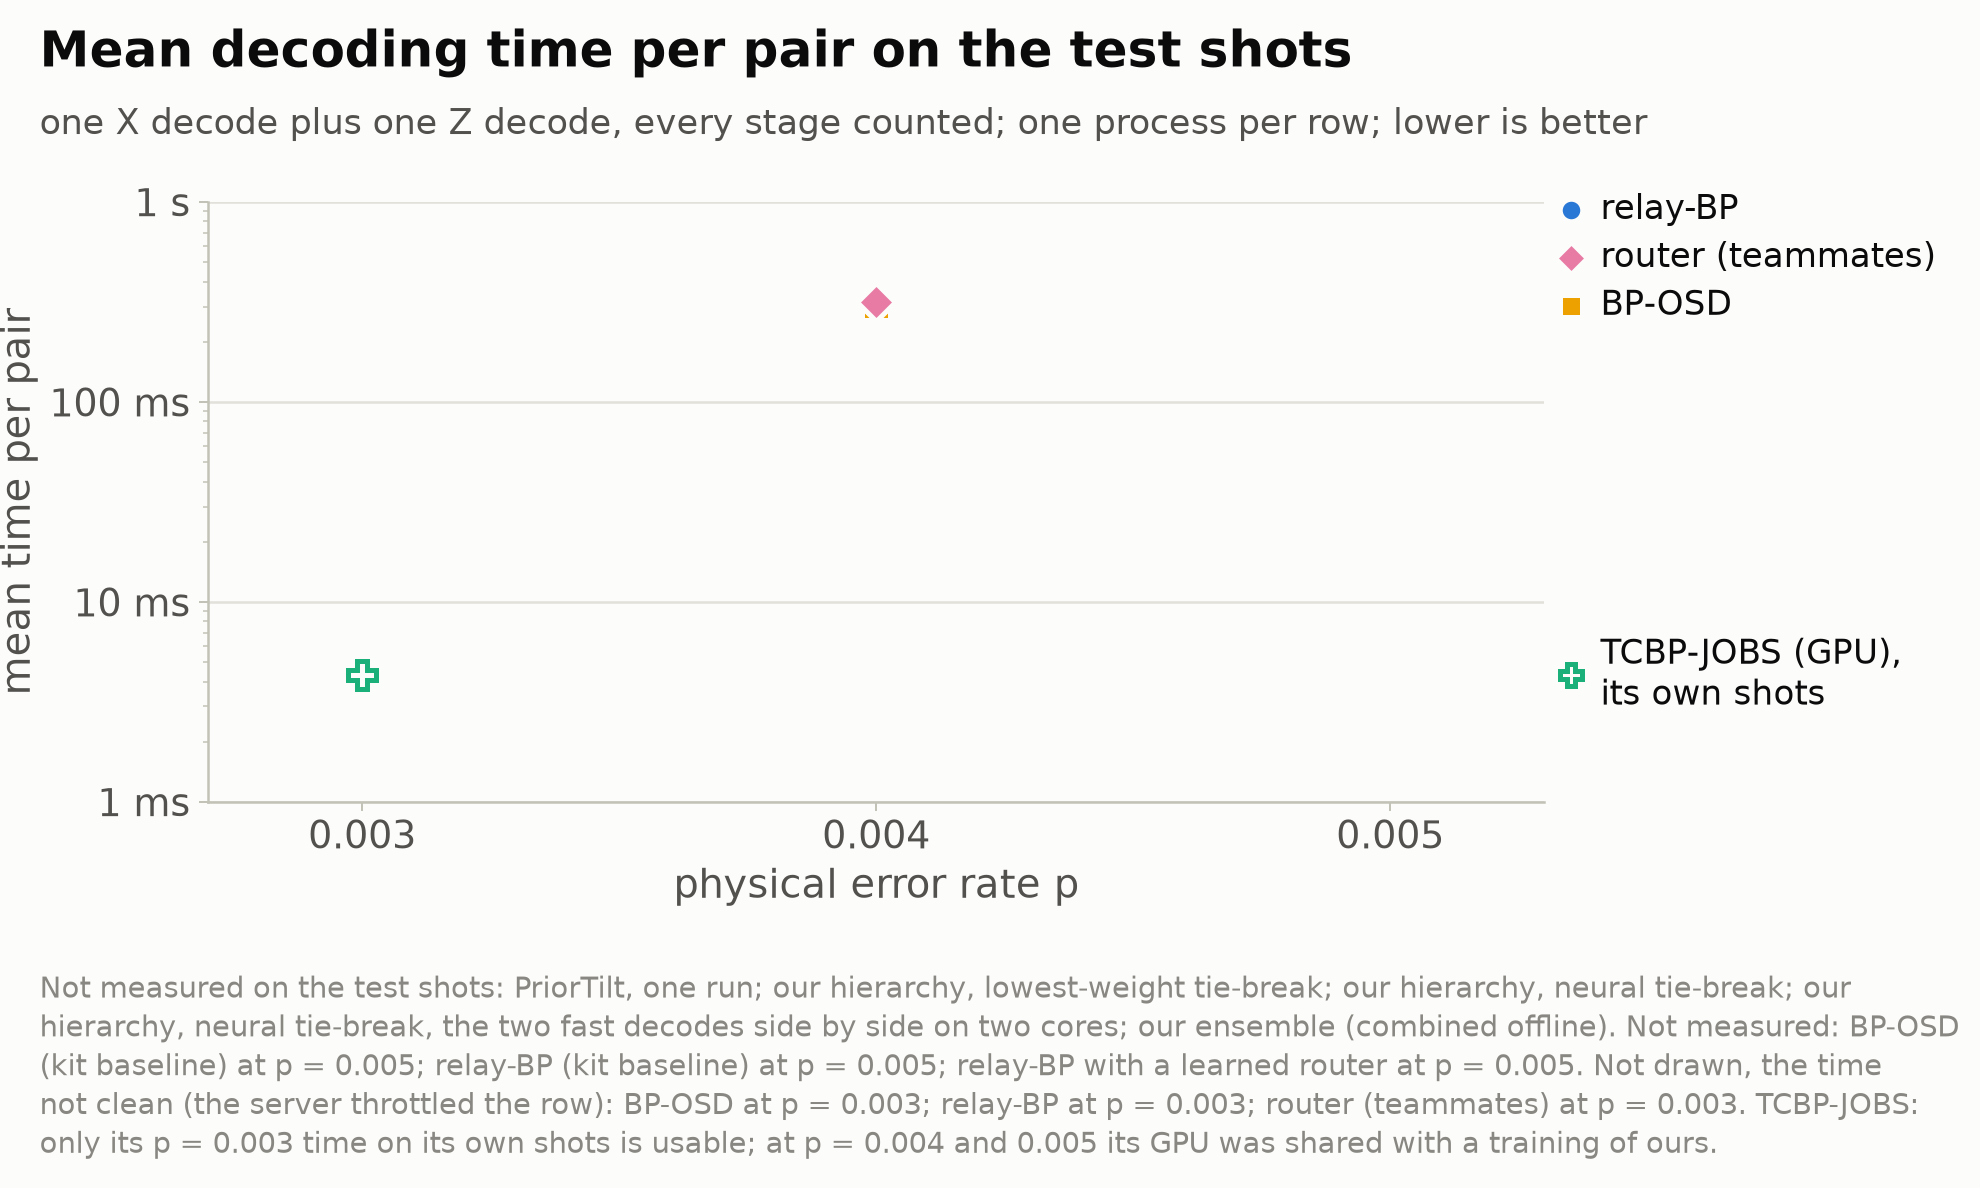 Mean decoding time per pair on the test shots
one X decode plus one Z decode, every stage counted; one process per row; lower is better
1 s
100 ms
10 ms
1 ms
mean time per pair
0.003
0.004
0.005
physical error rate p
relay-BP
router (teammates)
BP-OSD
TCBP-JOBS (GPU),
its own shots
Not measured on the test shots: PriorTilt, one run; our hierarchy, lowest-weight tie-break; our hierarchy, neural tie-break; our
hierarchy, neural tie-break, the two fast decodes side by side on two cores; our ensemble (combined offline). Not measured: BP-OSD
(kit baseline) at p = 0.005; relay-BP (kit baseline) at p = 0.005; relay-BP with a learned router at p = 0.005. Not drawn, the time
not clean (the server throttled the row): BP-OSD at p = 0.003; relay-BP at p = 0.003; router (teammates) at p = 0.003. TCBP-JOBS:
only its p = 0.003 time on its own shots is usable; at p = 0.004 and 0.005 its GPU was shared with a training of ours.